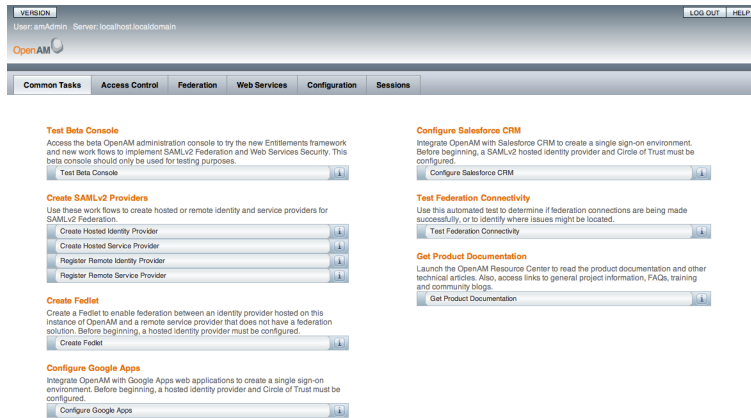 VERSION
LOG OUT
HELP
User: amAdmin Server: localhost.localdomain
OpenAM
Common Tasks
Access Control
Federation
Web Services
Configuration
Sessions
Test Beta Console
Access the beta OpenAM administration console to try the new Entitlements framework
and new work flows to implement SAMLv2 Federation and Web Services Security. This
beta console should only be used for testing purposes.
Test Beta Console
Create SAMLv2 Providers
Use these work flows to create hosted or remote identity and service providers for
SAMLv2 Federation.
Create Hosted Identity Provider
Create Hosted Service Provider
Register Remote Identity Provider
Register Remote Service Provider
Create Fedlet
Create a Fedlet to enable federation between an identity provider hosted on this
instance of OpenAM and a remote service provider that does not have a federation
solution. Before beginning, a hosted identity provider must be configured.
Create Fedlet
Configure Google Apps
Integrate OpenAM with Google Apps web applications to create a single sign-on
environment. Before beginning, a hosted identity provider and Circle of Trust must be
configured.
Configure Google Apps
Configure Salesforce CRM
Integrate OpenAM with Salesforce CRM to create a single sign-on environment.
Before beginning, a SAMLv2 hosted identity provider and Circle of Trust must be
configured.
Configure Salesforce CRM
Test Federation Connectivity
Use this automated test to determine if federation connections are being made
successfully, or to identify where issues might be located.
Test Federation Connectivity
Get Product Documentation
Launch the OpenAM Resource Center to read the product documentation and other
technical articles. Also, access links to general project information, FAQs, training
and community blogs.
Get Product Documentation